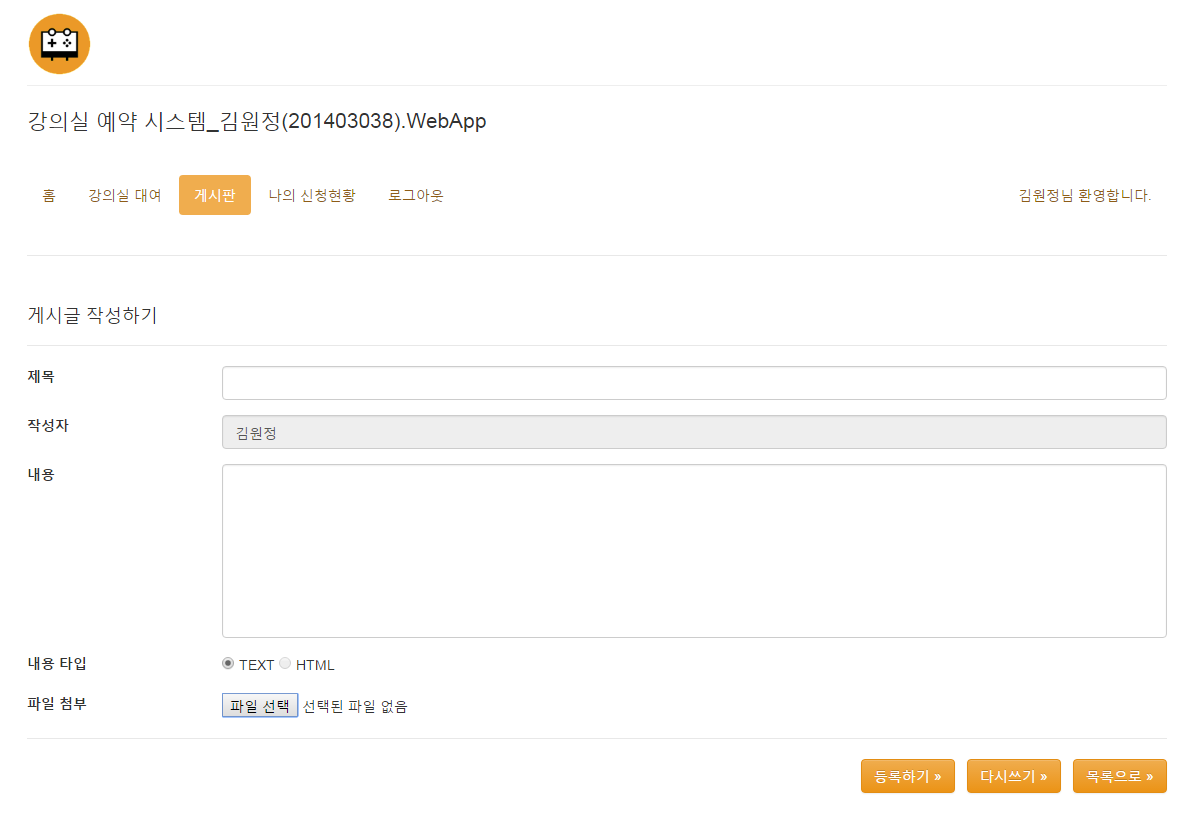 강의실 예약 시스템_김원정(201403038).WebApp
홈 강의실 대여 게시판 나의 신청현황 로그아웃 김원정님 환영합니다.
게시글 작성하기
제목
작성자 김원정
내용
내용 타입 TEXT HTML
파일 첨부 파일 선택 선택된 파일 없음
등록하기 » 다시쓰기 » 목록으로 »